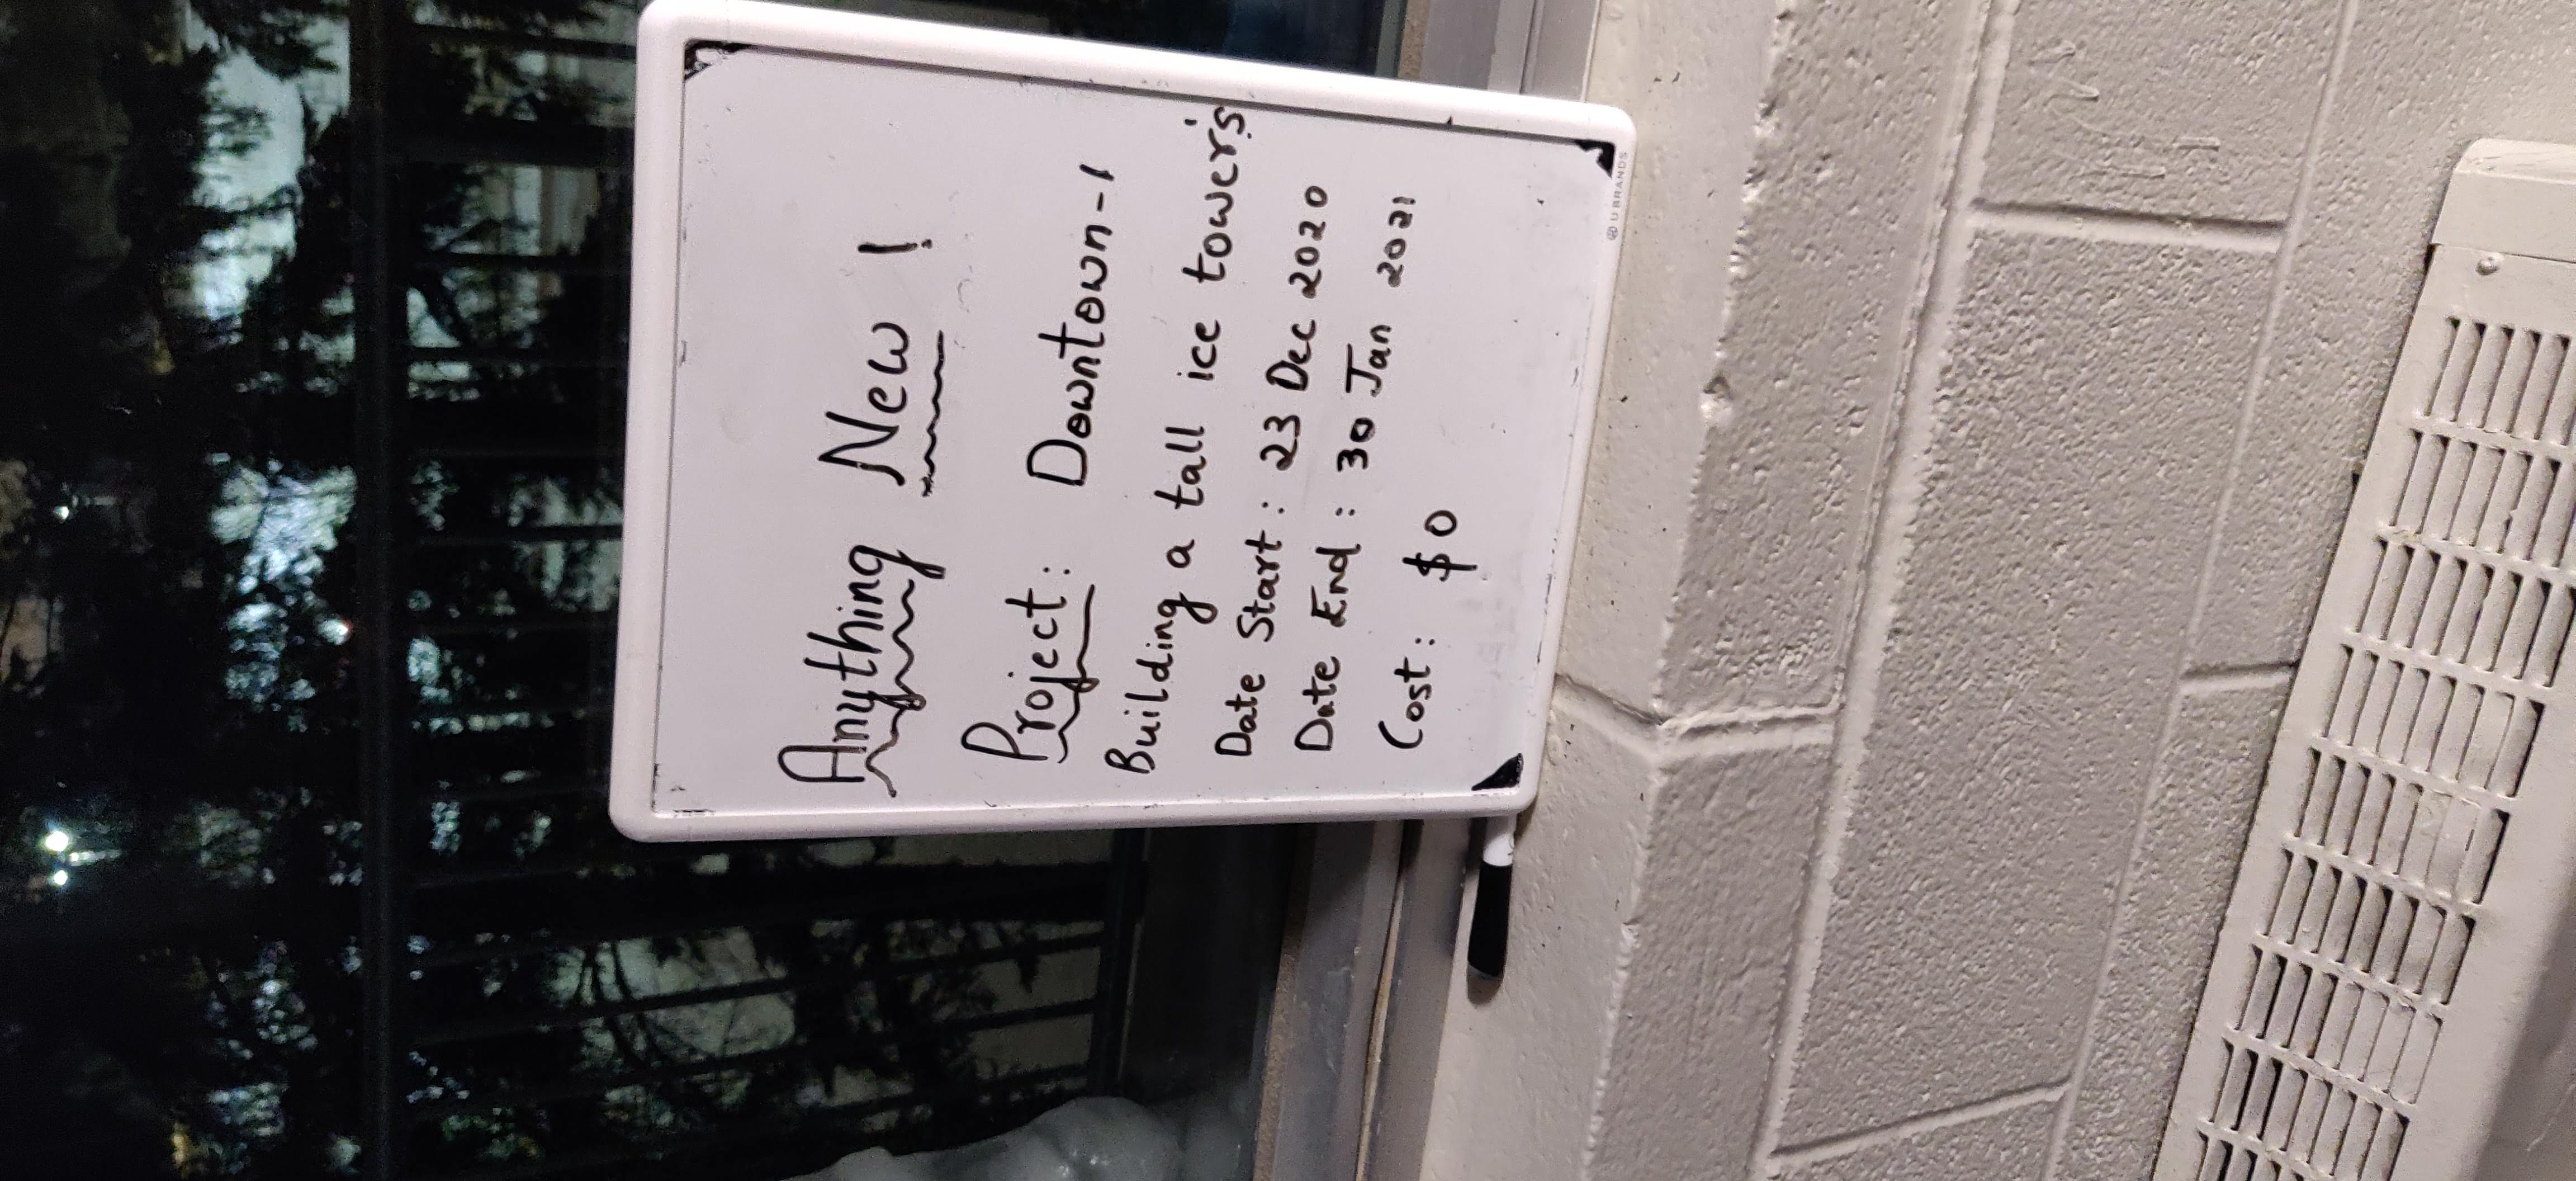 Anything New !
Project: Downtown-1
Building a tall ice tower's
Date Start: 23 Dec 2020
Date End: 30 Jan 2021
Cost: $0
U BRANDS